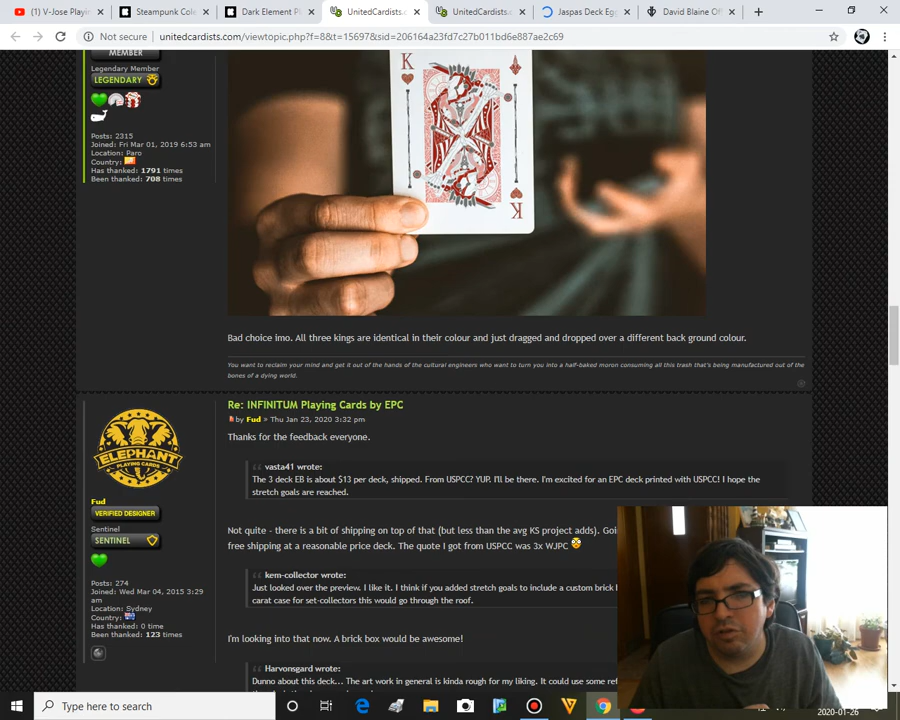 (1) V-Jose Playi
Steampunk Col
Dark Element P
UnitedCardists.
UnitedCardists.c
Jaspas Deck Eg
David Blaine Of
Not secure
unitedcardists.com/viewtopic.php?f=8&t=15697&sid=206164a23fd7c27b011bd6e887ae2c69
MEMBER
Legendary Member
LEGENDARY
Posts: 2315
Joined: Fri Mar 01, 2019 6:53 am
Location: Paro
Country:
Has thanked: 1791 times
Been thanked: 708 times
K
K
Bad choice imo. All three kings are identical in their colour and just dragged and dropped over a different back ground colour.
You want to reclaim your mind and get it out of the hands of the cultural engineers who want to turn you into a half-baked moron consuming all this trash that's being manufactured out of the
bones of a dying world.
ELEPHANT
PLAYING CARDS
Fud
VERIFIED DESIGNER
Sentinel
SENTINEL
Posts: 274
Joined: Wed Mar 04, 2015 3:29
am
Location: Sydney
Country:
Has thanked: 0 time
Been thanked: 123 times
Re: INFINITUM Playing Cards by EPC
by Fud » Thu Jan 23, 2020 3:32 pm
Thanks for the feedback everyone.
vasta41 wrote:
The 3 deck EB is about $13 per deck, shipped. From USPCC? YUP. I'll be there. I'm excited for an EPC deck printed with USPCC! I hope the
stretch goals are reached.
Not quite - there is a bit of shipping on top of that (but less than the avg KS project adds). Goi
free shipping at a reasonable price deck. The quote I got from USPCC was 3x WJPC
kem-collector wrote:
Just looked over the preview. I like it. I think if you added stretch goals to include a custom brick
carat case for set-collectors this would go through the roof.
I'm looking into that now. A brick box would be awesome!
Harvonsgard wrote:
Dunno about this deck... The art work in general is kinda rough for my liking. It could use some ref
Type here to search
2020-01-26